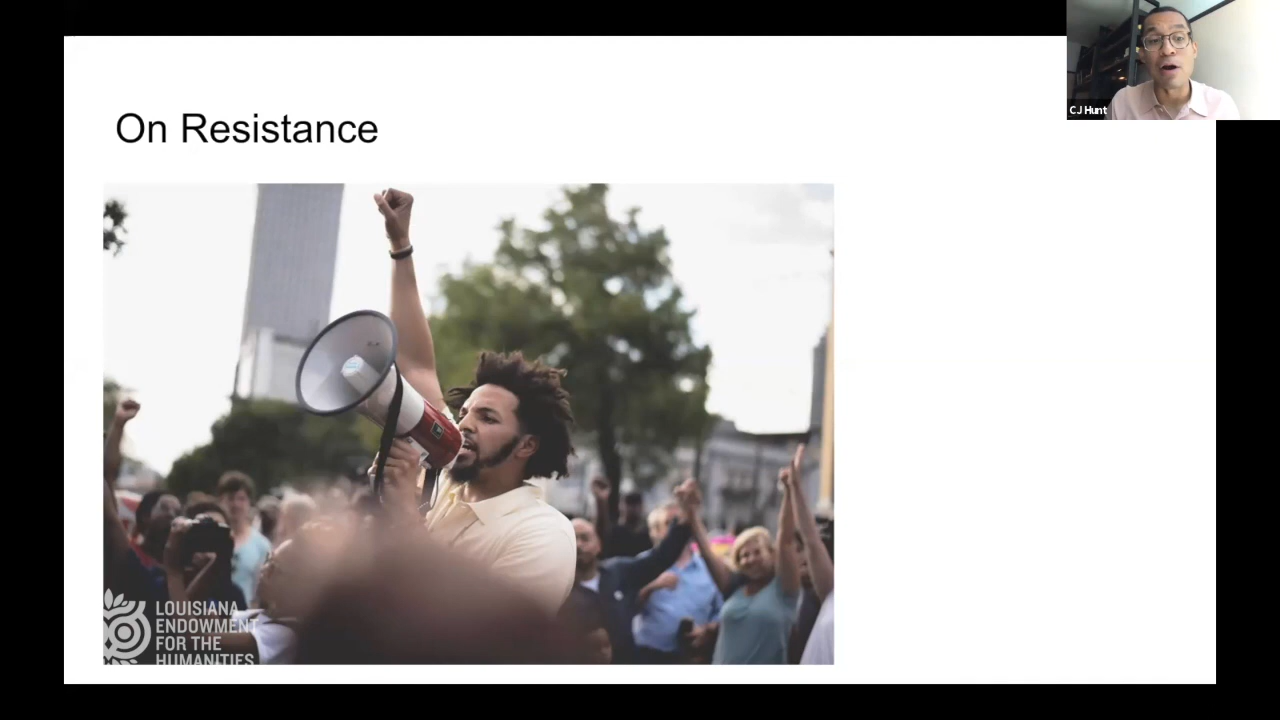 CJ Hunt
On Resistance
LOUISIANA
ENDOWMENT
FOR THE
HUMANITIES